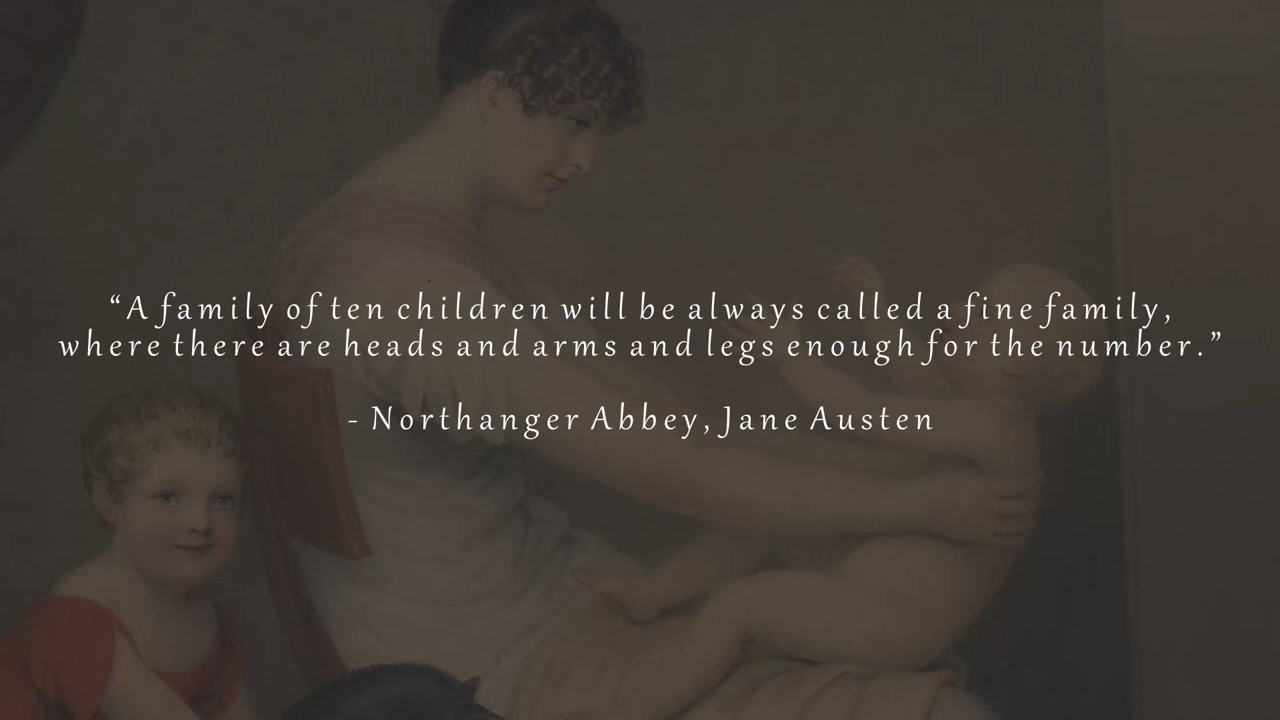 “A family of ten children will be always called a fine family,
where there are heads and arms and legs enough for the number.”
- Northanger Abbey, Jane Austen